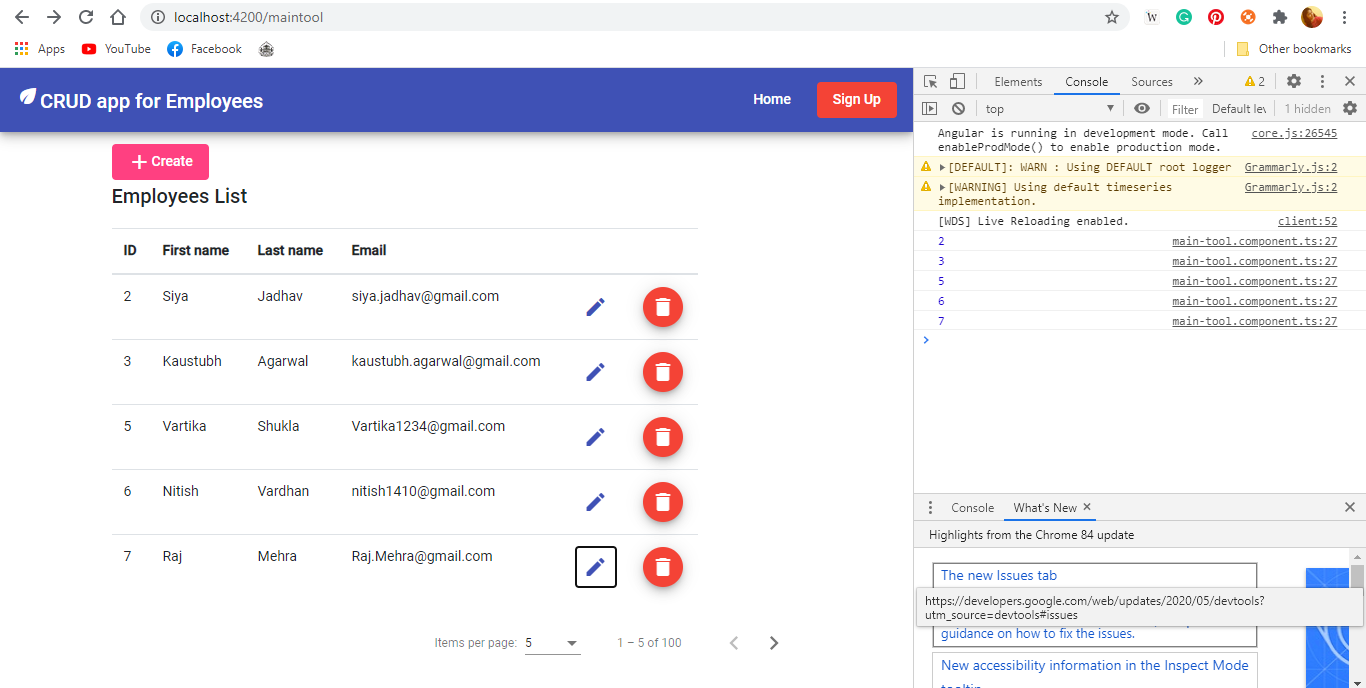 localhost:4200/maintool
W
Apps YouTube Facebook Other bookmarks
CRUD app for Employees Home Sign Up
Create
Employees List
ID First name Last name Email
2 Siya Jadhav siya.jadhav@gmail.com
3 Kaustubh Agarwal kaustubh.agarwal@gmail.com
5 Vartika Shukla Vartika1234@gmail.com
6 Nitish Vardhan nitish1410@gmail.com
7 Raj Mehra Raj.Mehra@gmail.com
Items per page: 5 1 – 5 of 100
Elements Console Sources » 2
top Filter Default lev 1 hidden
Angular is running in development mode. Call core.js:26545
enableProdMode() to enable production mode.
[DEFAULT]: WARN : Using DEFAULT root logger Grammarly.js:2
[WARNING] Using default timeseries Grammarly.js:2
implementation.
[WDS] Live Reloading enabled. client:52
2 main-tool.component.ts:27
3 main-tool.component.ts:27
5 main-tool.component.ts:27
6 main-tool.component.ts:27
7 main-tool.component.ts:27
Console What's New
Highlights from the Chrome 84 update
The new Issues tab
https://developers.google.com/web/updates/2020/05/devtools?
utm_source=devtools#issues
guidance on how to fix the issues.
New accessibility information in the Inspect Mode
tooltip